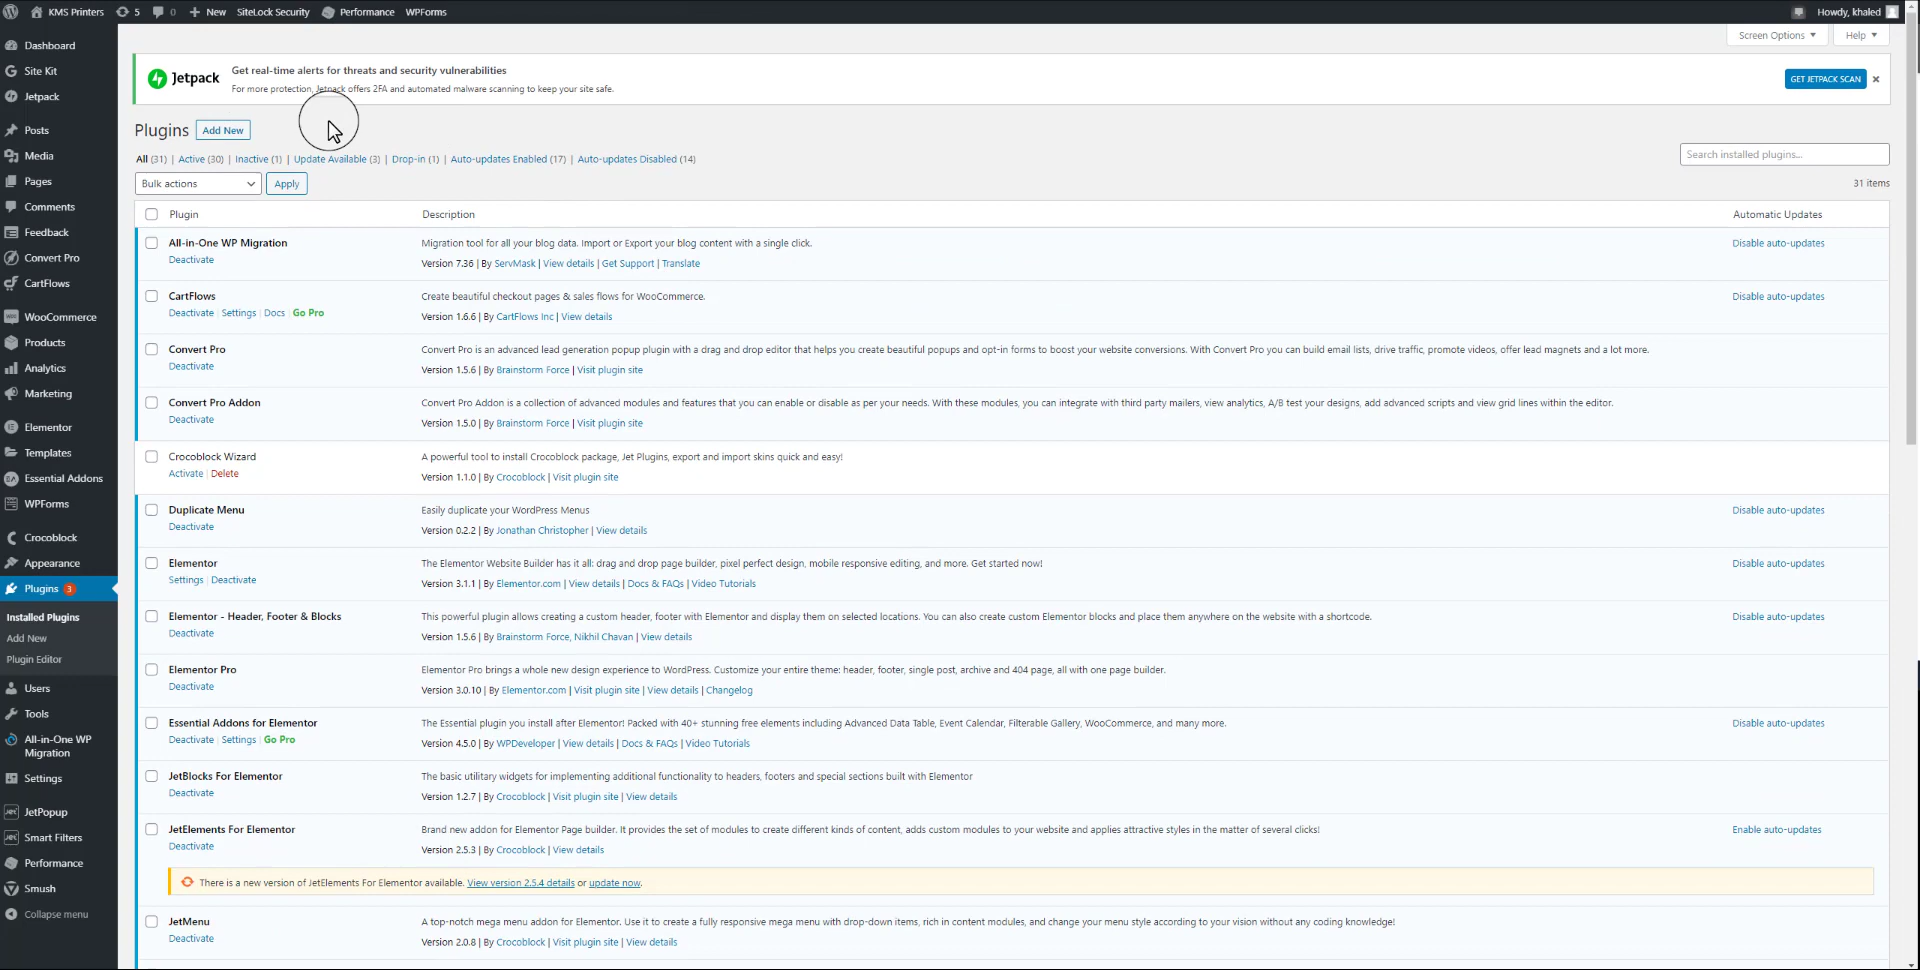 KMS Printers 5 0 New SiteLock Security Performance WPForms Howdy, khaled
Screen Options Help
Dashboard
Site Kit
Jetpack
Posts
Media
Pages
Comments
Feedback
Convert Pro
CartFlows
WooCommerce
Products
Analytics
Marketing
Elementor
Templates
Essential Addons
WPForms
Crocoblock
Appearance
Plugins 3
Installed Plugins
Add New
Plugin Editor
Users
Tools
All-in-One WP
Migration
Settings
JetPopup
Smart Filters
Performance
Smush
Collapse menu
Jetpack
Get real-time alerts for threats and security vulnerabilities
For more protection, Jetpack offers 2FA and automated malware scanning to keep your site safe.
GET JETPACK SCAN
Plugins Add New
All (31) | Active (30) | Inactive (1) | Update Available (3) | Drop-in (1) | Auto-updates Enabled (17) | Auto-updates Disabled (14)
Search installed plugins...
Bulk actions Apply 31 items
Plugin Description Automatic Updates
All-in-One WP Migration Migration tool for all your blog data. Import or Export your blog content with a single click. Disable auto-updates
Deactivate Version 7.36 | By ServMask | View details | Get Support | Translate
CartFlows Create beautiful checkout pages & sales flows for WooCommerce. Disable auto-updates
Deactivate | Settings | Docs | Go Pro Version 1.6.6 | By CartFlows Inc | View details
Convert Pro Convert Pro is an advanced lead generation popup plugin with a drag and drop editor that helps you create beautiful popups and opt-in forms to boost your website conversions. With Convert Pro you can build email lists, drive traffic, promote videos, offer lead magnets and a lot more.
Deactivate Version 1.5.6 | By Brainstorm Force | Visit plugin site
Convert Pro Addon Convert Pro Addon is a collection of advanced modules and features that you can enable or disable as per your needs. With these modules, you can integrate with third party mailers, view analytics, A/B test your designs, add advanced scripts and view grid lines within the editor.
Deactivate Version 1.5.0 | By Brainstorm Force | Visit plugin site
Crocoblock Wizard A powerful tool to install Crocoblock package, Jet Plugins, export and import skins quick and easy!
Activate | Delete Version 1.1.0 | By Crocoblock | Visit plugin site
Duplicate Menu Easily duplicate your WordPress Menus Disable auto-updates
Deactivate Version 0.2.2 | By Jonathan Christopher | View details
Elementor The Elementor Website Builder has it all: drag and drop page builder, pixel perfect design, mobile responsive editing, and more. Get started now! Disable auto-updates
Settings | Deactivate Version 3.1.1 | By Elementor.com | View details | Docs & FAQs | Video Tutorials
Elementor - Header, Footer & Blocks This powerful plugin allows creating a custom header, footer with Elementor and display them on selected locations. You can also create custom Elementor blocks and place them anywhere on the website with a shortcode. Disable auto-updates
Deactivate Version 1.5.6 | By Brainstorm Force, Nikhil Chavan | View details
Elementor Pro Elementor Pro brings a whole new design experience to WordPress. Customize your entire theme: header, footer, single post, archive and 404 page, all with one page builder.
Deactivate Version 3.0.10 | By Elementor.com | Visit plugin site | View details | Changelog
Essential Addons for Elementor The Essential plugin you install after Elementor! Packed with 40+ stunning free elements including Advanced Data Table, Event Calendar, Filterable Gallery, WooCommerce, and many more. Disable auto-updates
Deactivate | Settings | Go Pro Version 4.5.0 | By WPDeveloper | View details | Docs & FAQs | Video Tutorials
JetBlocks For Elementor The basic utilitary widgets for implementing additional functionality to headers, footers and special sections built with Elementor
Deactivate Version 1.2.7 | By Crocoblock | Visit plugin site | View details
JetElements For Elementor Brand new addon for Elementor Page builder. It provides the set of modules to create different kinds of content, adds custom modules to your website and applies attractive styles in the matter of several clicks! Enable auto-updates
Deactivate Version 2.5.3 | By Crocoblock | View details
There is a new version of JetElements For Elementor available. View version 2.5.4 details or update now.
JetMenu A top-notch mega menu addon for Elementor. Use it to create a fully responsive mega menu with drop-down items, rich in content modules, and change your menu style according to your vision without any coding knowledge!
Deactivate Version 2.0.8 | By Crocoblock | Visit plugin site | View details